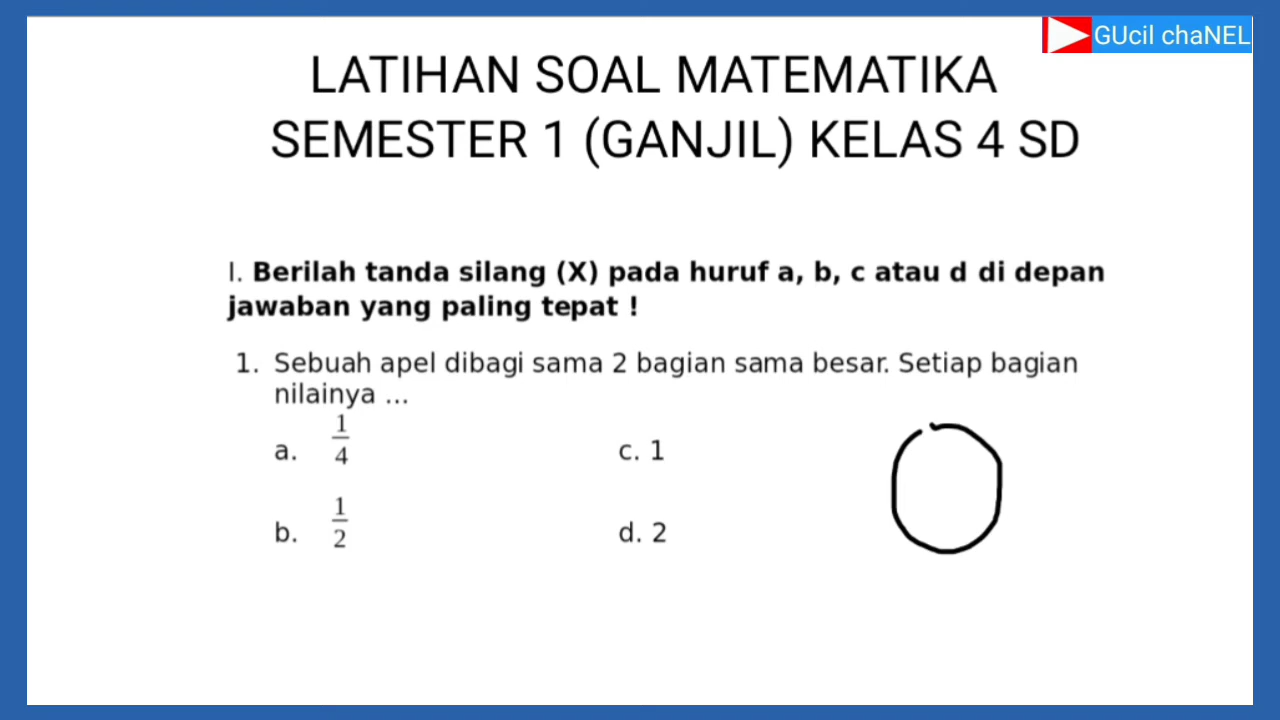 GUcil chaNEL
LATIHAN SOAL MATEMATIKA
SEMESTER 1 (GANJIL) KELAS 4 SD
I. Berilah tanda silang (X) pada huruf a, b, c atau d di depan
jawaban yang paling tepat !
1. Sebuah apel dibagi sama 2 bagian sama besar. Setiap bagian
nilainya ...
a. 1/4 c. 1
b. 1/2 d. 2